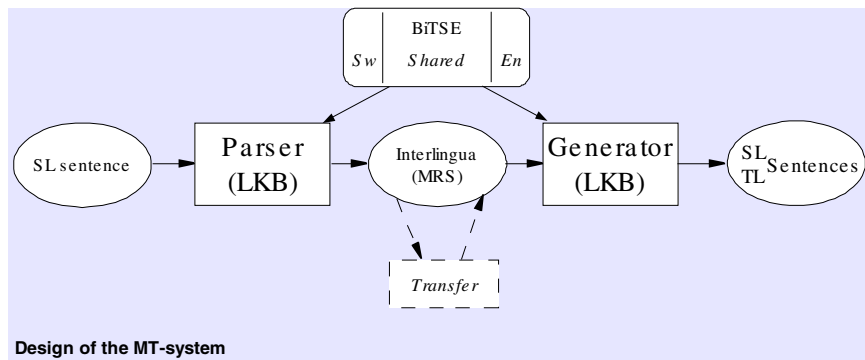 BiTSE
Sw Shared En
SL sentence
Parser
(LKB)
Interlingua
(MRS)
Generator
(LKB)
SL
TL Sentences
Transfer
Design of the MT-system